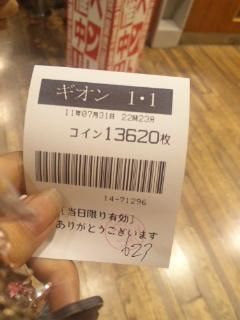 ギオン 1・1
11年07月31日 22時23分
コイン13620枚
14-71296
[当日限り有効]
ありがとうございます
627